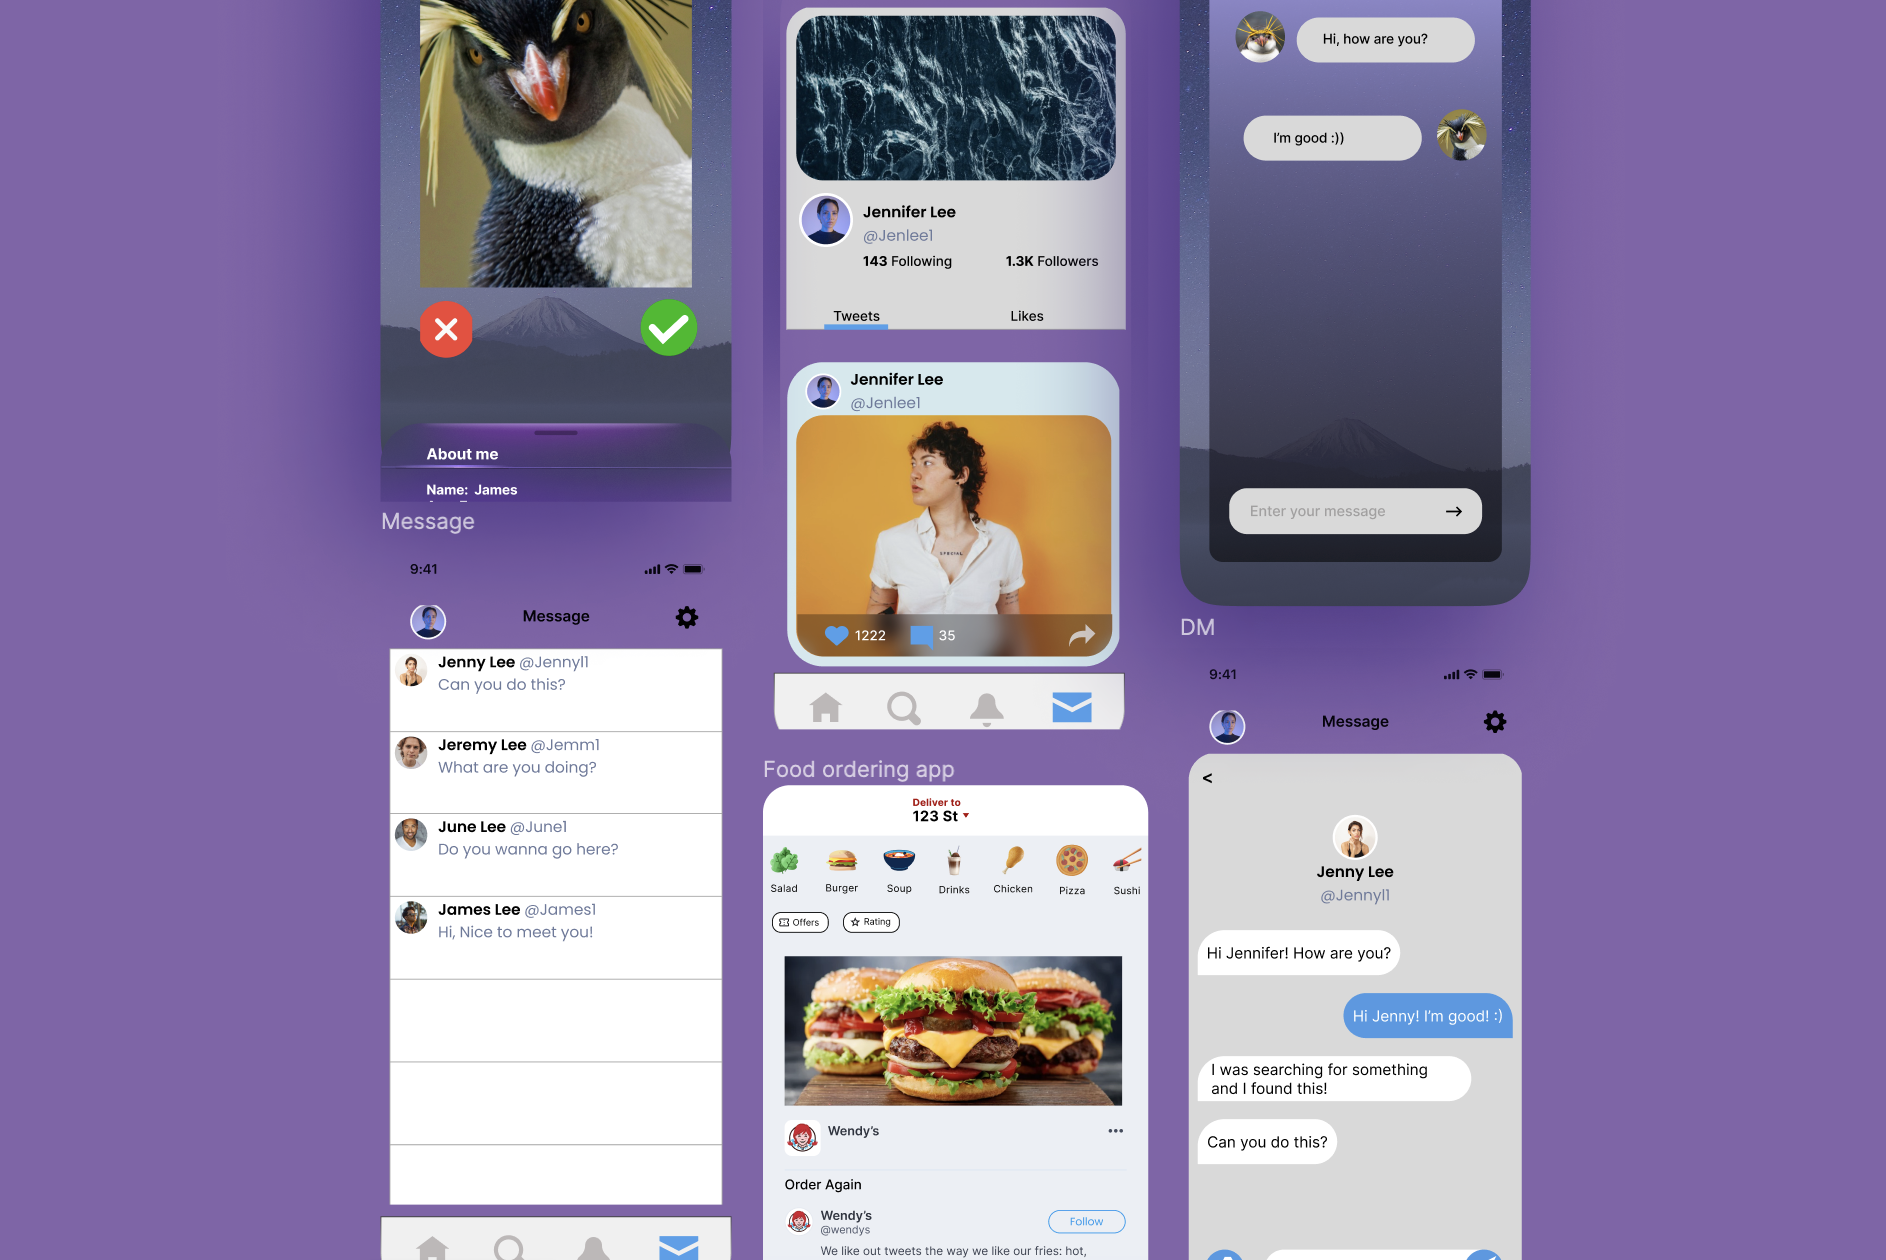 About me
Name: James
Message
9:41
Message
Jenny Lee @Jennyl1
Can you do this?
Jeremy Lee @Jemm1
What are you doing?
June Lee @June1
Do you wanna go here?
James Lee @James1
Hi, Nice to meet you!
Jennifer Lee
@Jenlee1
143 Following 1.3K Followers
Tweets Likes
Jennifer Lee
@Jenlee1
SPECIAL
1222 35
Food ordering app
Deliver to
123 St
Salad Burger Soup Drinks Chicken Pizza Sushi
Offers Rating
Wendy's
Order Again
Wendy's
@wendys
Follow
We like out tweets the way we like our fries: hot,
Hi, how are you?
I'm good :))
Enter your message
DM
9:41
Message
<
Jenny Lee
@Jennyl1
Hi Jennifer! How are you?
Hi Jenny! I'm good! :)
I was searching for something
and I found this!
Can you do this?